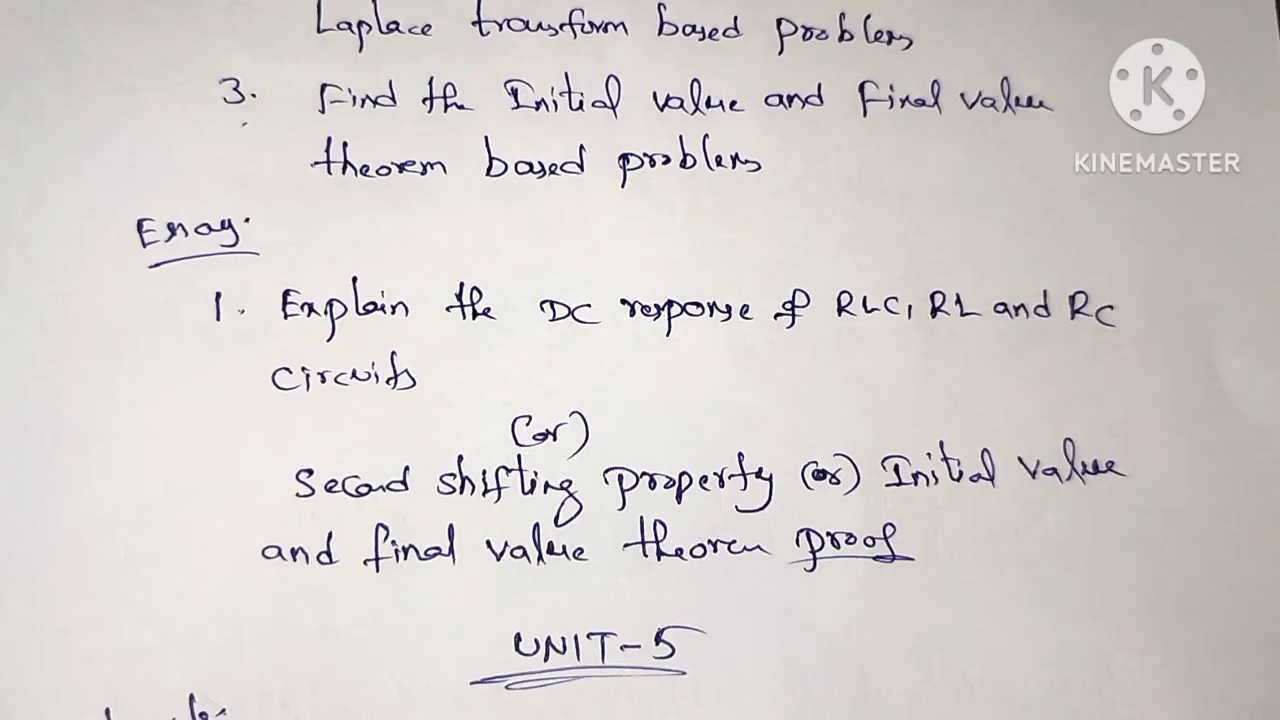 Laplace transform based problems
3. Find the Initial value and Final value
theorem based problems
KINEMASTER
Essay:
1. Explain the DC response of RLC, RL and RC
circuits
(or)
Second shifting property (or) Initial value
and final value theorem proof
UNIT-5